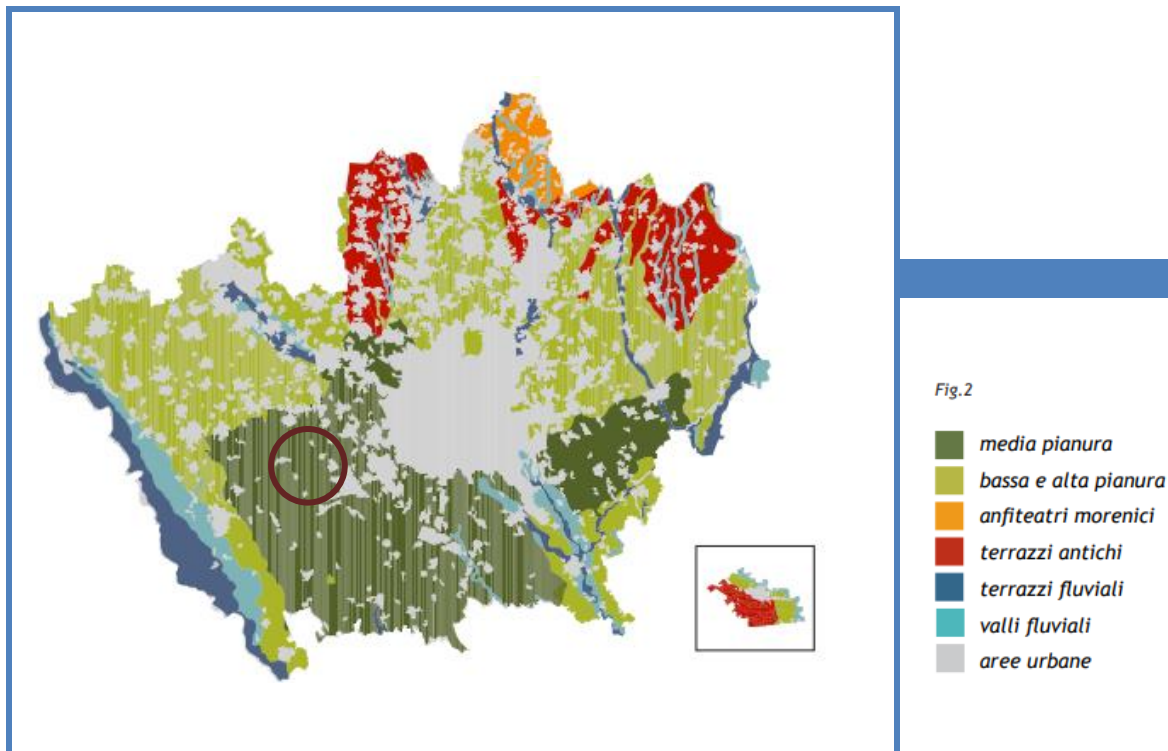 Fig.2
media pianura
bassa e alta pianura
anfiteatri morenici
terrazzi antichi
terrazzi fluviali
valli fluviali
aree urbane